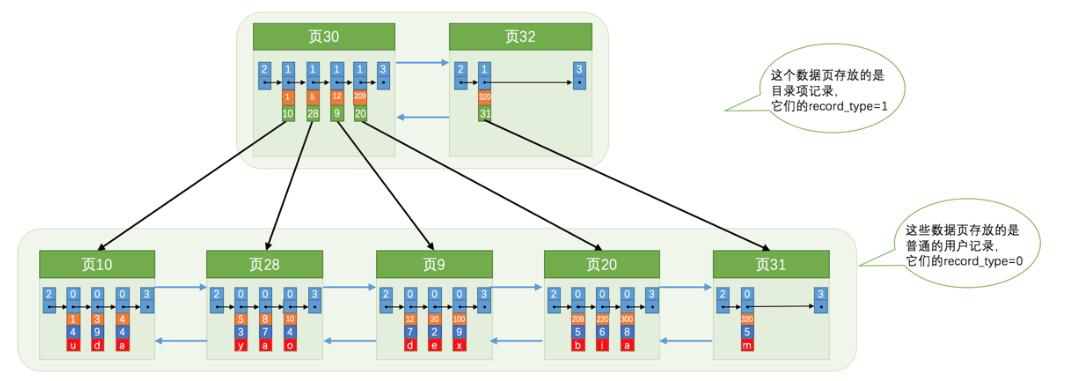 页30
页32
2 1 1 1 1 3
1 5 12 209
10 28 9 20
2 1 3
320
31
这个数据页存放的是
目录项记录,
它们的record_type=1
这些数据页存放的是
普通的用户记录,
它们的record_type=0
页10
页28
页9
页20
页31
2 0 0 0 3
1 3 4
4 9 4
u d a
2 0 0 0 3
5 8 10
3 7 4
y a o
2 0 0 0 3
12 20 100
7 2 9
d e x
2 0 0 0 3
209 220 300
5 6 8
b i a
2 0 3
320
5
m